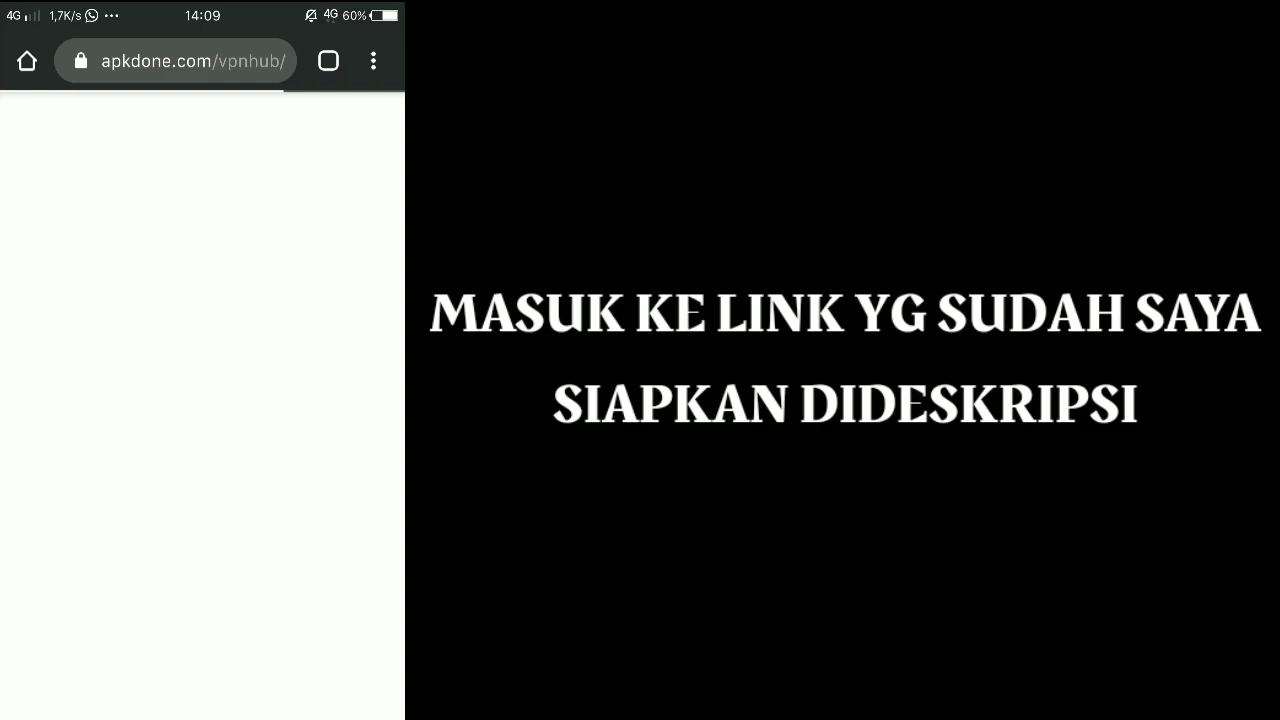 4G 1,7K/s ... 14:09 4G 60%
apkdone.com/vpnhub/
MASUK KE LINK YG SUDAH SAYA
SIAPKAN DIDESKRIPSI